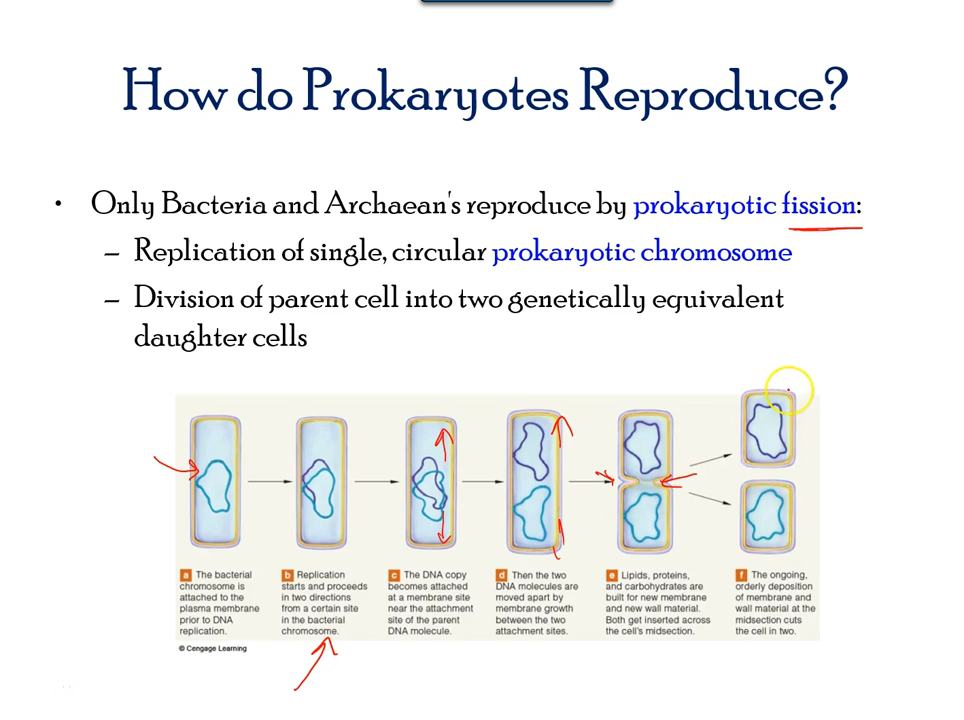 How do Prokaryotes Reproduce?
• Only Bacteria and Archaean's reproduce by prokaryotic fission:
– Replication of single, circular prokaryotic chromosome
– Division of parent cell into two genetically equivalent
daughter cells
a The bacterial
chromosome is
attached to the
plasma membrane
prior to DNA
replication.
b Replication
starts and proceeds
in two directions
from a certain site
in the bacterial
chromosome.
c The DNA copy
becomes attached
at a membrane site
near the attachment
site of the parent
DNA molecule.
d Then the two
DNA molecules are
moved apart by
membrane growth
between the two
attachment sites.
e Lipids, proteins,
and carbohydrates are
built for new membrane
and new wall material.
Both get inserted across
the cell's midsection.
f The ongoing,
orderly deposition
of membrane and
wall material at the
midsection cuts
the cell in two.
© Cengage Learning